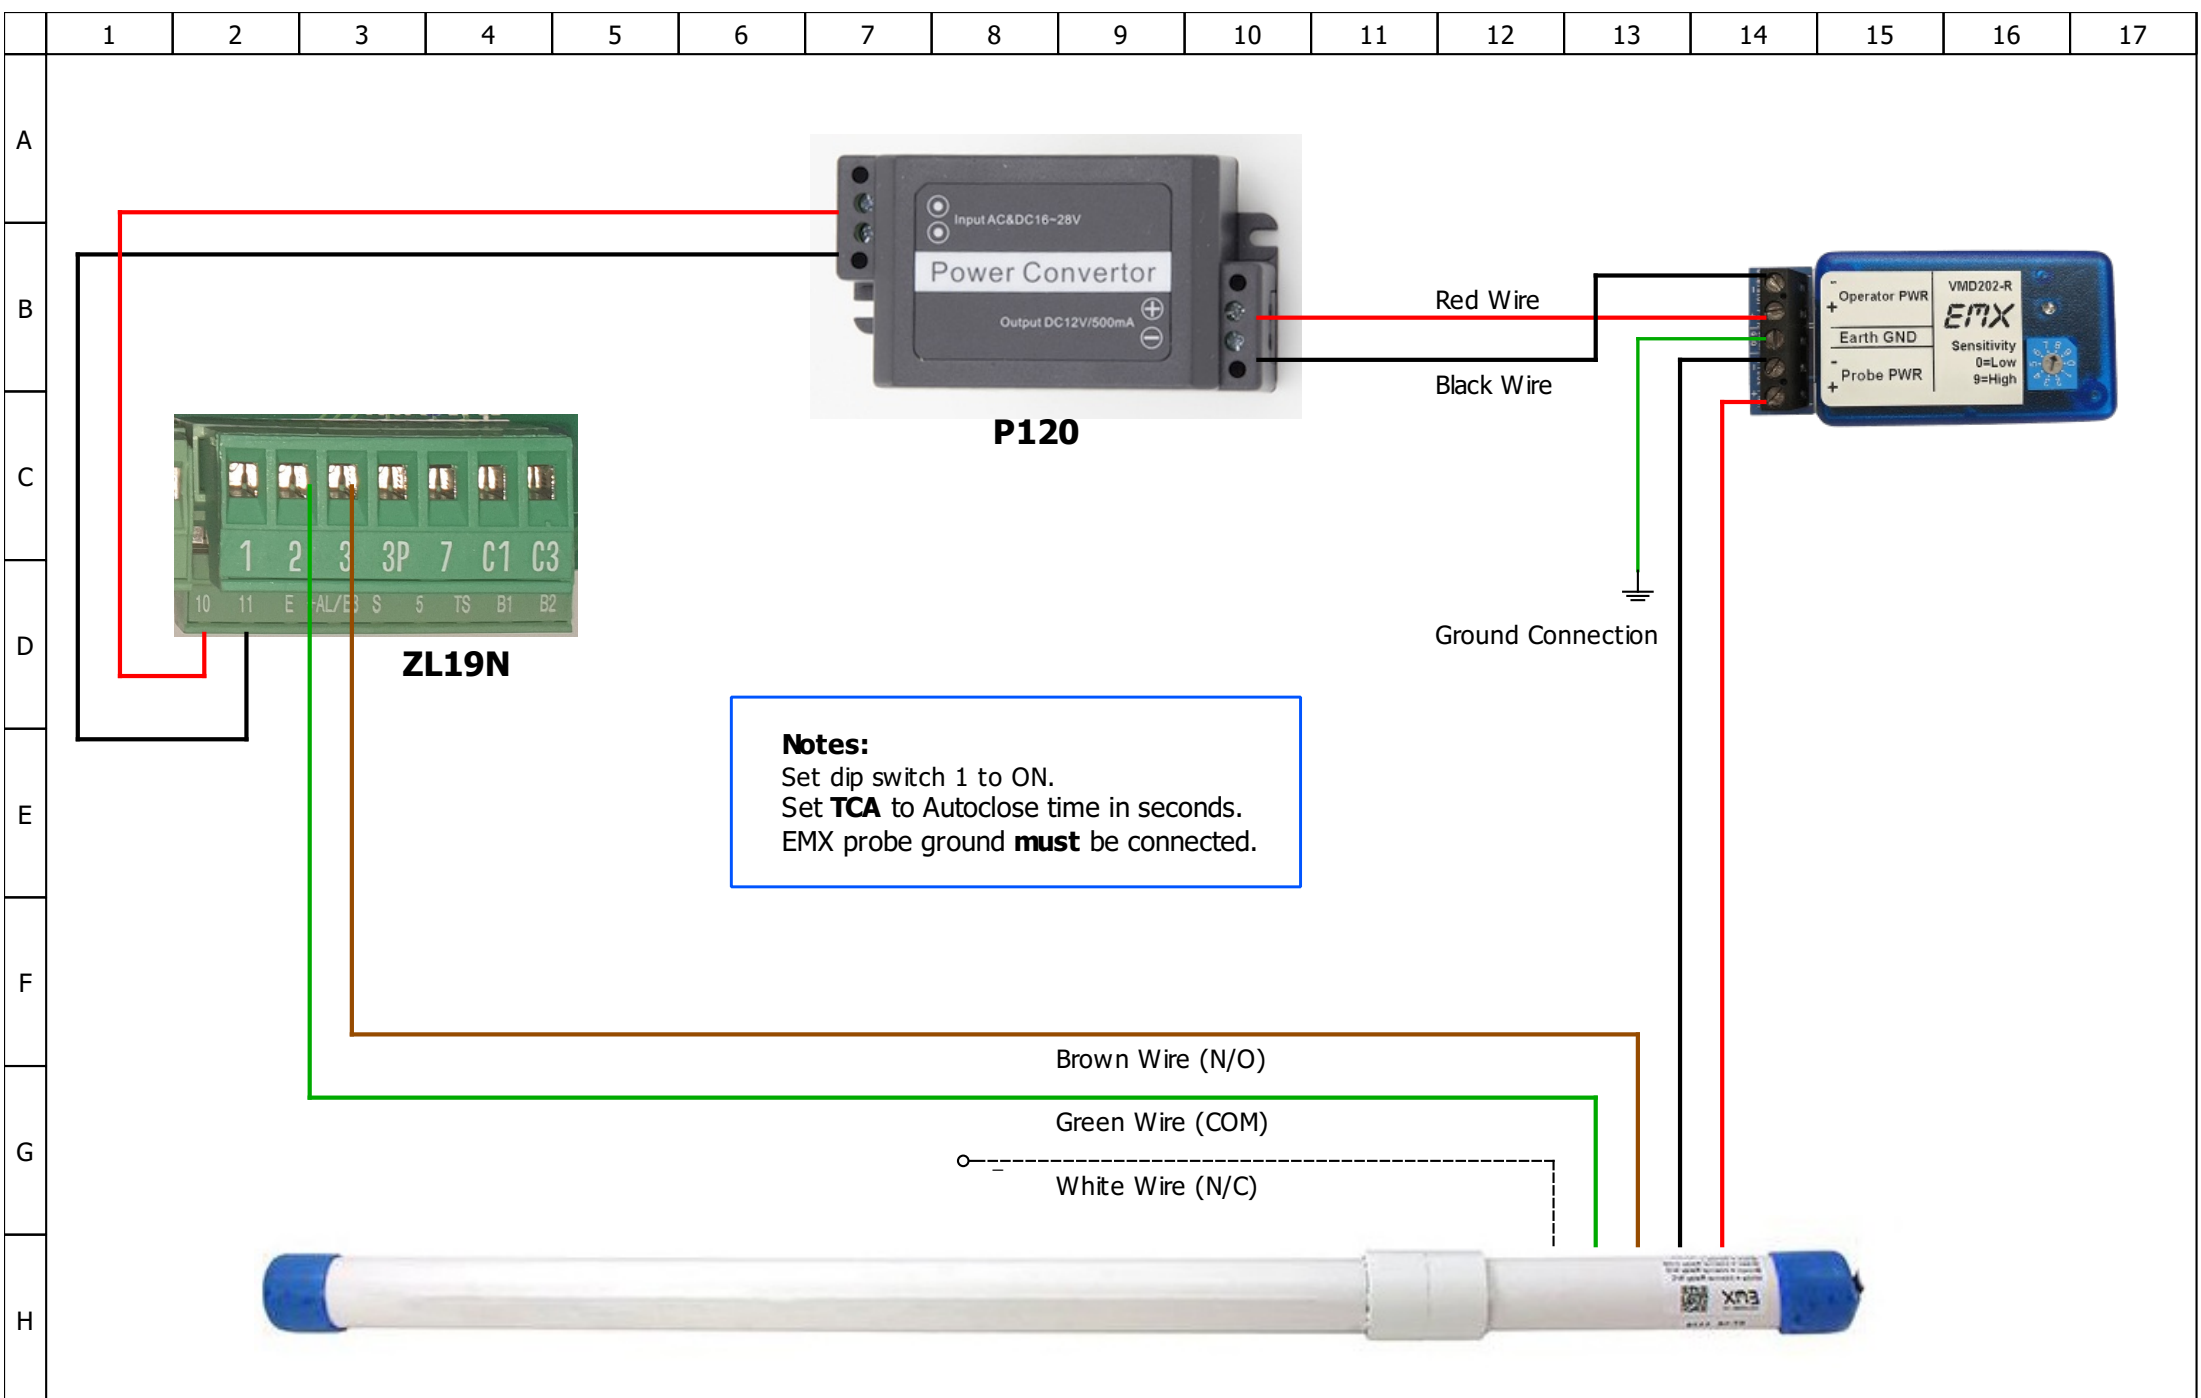 1 2 3 4 5 6 7 8 9 10 11 12 13 14 15 16 17
A
B
C
D
E
F
G
H
Input AC&DC16~28V
Power Convertor
Output DC12V/500mA
P120
Red Wire
Black Wire
- Operator PWR
+
Earth GND
- Probe PWR
+
VMD202-R
EMX
Sensitivity
0=Low
9=High
1 2 3 3P 7 C1 C3
10 11 E S 5 TS B1 B2
ZL19N
Ground Connection
Notes:
Set dip switch 1 to ON.
Set TCA to Autoclose time in seconds.
EMX probe ground must be connected.
Brown Wire (N/O)
Green Wire (COM)
White Wire (N/C)
EMX